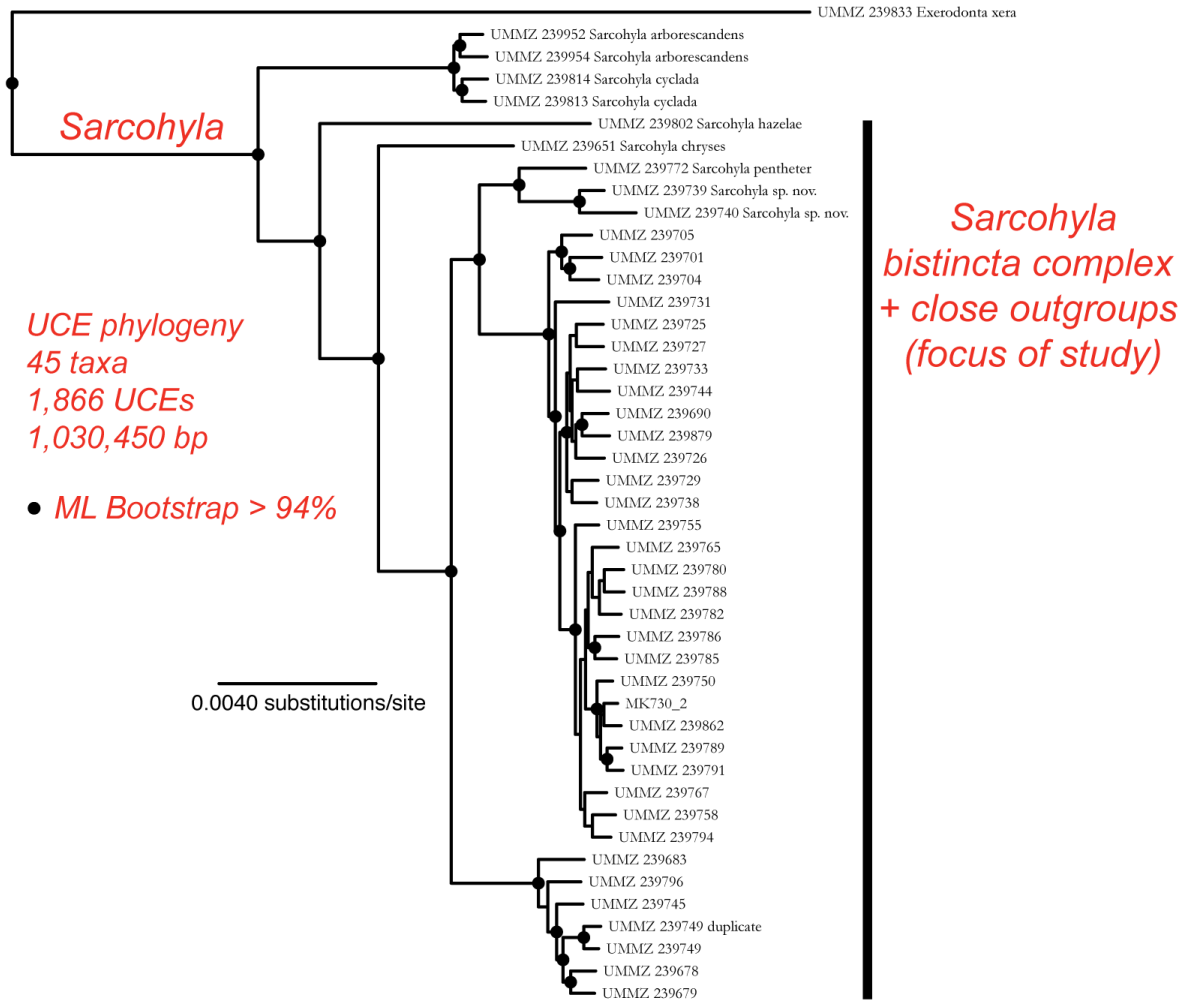 UMMZ 239833 Exerodonta xera
UMMZ 239952 Sarcohyla arborescandens
UMMZ 239954 Sarcohyla arborescandens
UMMZ 239814 Sarcohyla cyclada
UMMZ 239813 Sarcohyla cyclada
Sarcohyla
UMMZ 239802 Sarcohyla hazelae
UMMZ 239651 Sarcohyla chryses
UMMZ 239772 Sarcohyla pentheter
UMMZ 239739 Sarcohyla sp. nov.
UMMZ 239740 Sarcohyla sp. nov.
UMMZ 239705
UMMZ 239701
UMMZ 239704
UMMZ 239731
UMMZ 239725
UMMZ 239727
UMMZ 239733
UMMZ 239744
UMMZ 239690
UMMZ 239879
UMMZ 239726
UMMZ 239729
UMMZ 239738
UMMZ 239755
UMMZ 239765
UMMZ 239780
UMMZ 239788
UMMZ 239782
UMMZ 239786
UMMZ 239785
UMMZ 239750
MK730_2
UMMZ 239862
UMMZ 239789
UMMZ 239791
UMMZ 239767
UMMZ 239758
UMMZ 239794
UMMZ 239683
UMMZ 239796
UMMZ 239745
UMMZ 239749 duplicate
UMMZ 239749
UMMZ 239678
UMMZ 239679
Sarcohyla
bistincta complex
+ close outgroups
(focus of study)
UCE phylogeny
45 taxa
1,866 UCEs
1,030,450 bp
ML Bootstrap > 94%
0.0040 substitutions/site